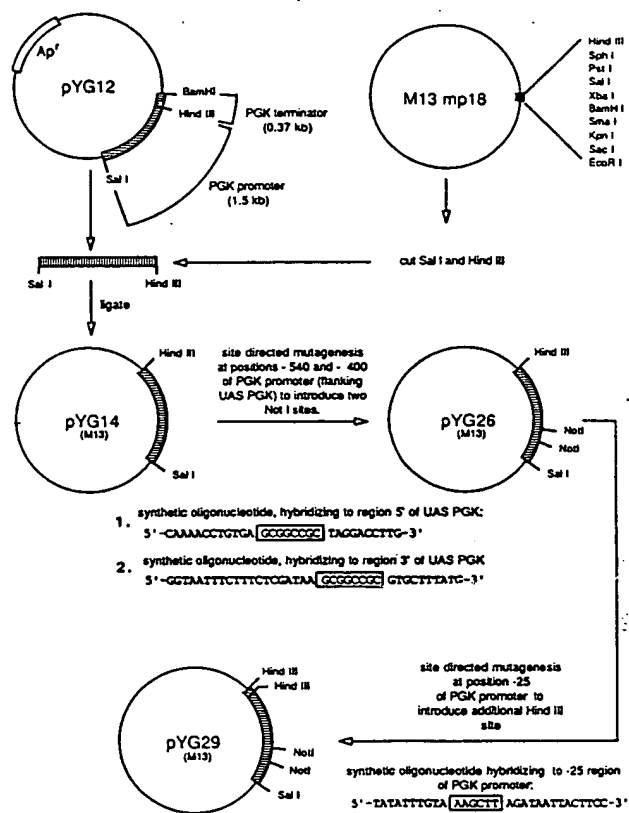 Apr
pYG12
BamHI
Hind III
PGK terminator
(0.37 kb)
Sal I
PGK promoter
(1.5 kb)
M13 mp18
Hind III
Sph I
Pst I
Sal I
Xba I
BamH I
Sma I
Kpn I
Sac I
EcoR I
cut Sal I and Hind III
Sal I
Hind III
ligate
Hind III
pYG14
(M13)
Sal I
site directed mutagenesis
at positions - 540 and - 400
of PGK promoter (flanking
UAS PGK) to introduce two
Not I sites.
Hind III
pYG26
(M13)
NotI
NotI
Sal I
1. synthetic oligonucleotide, hybridizing to region 5' of UAS PGK:
5'-CAAAACCTGTGA GCGGCCGC TAGGACCTTG-3'
2. synthetic oligonucleotide, hybridizing to region 3' of UAS PGK
5'-GGTAATTTCTTTCTCGATAA GCGGCCGC GTGCTTTATG-3'
Hind III
Hind III
pYG29
(M13)
NotI
NotI
Sal I
site directed mutagenesis
at position -25
of PGK promoter to
introduce additional Hind III
site
synthetic oligonucleotide hybridizing to -25 region
of PGK promoter:
5'-TATATTTGTA AAGCTT AGATAATTACTTCC-3'